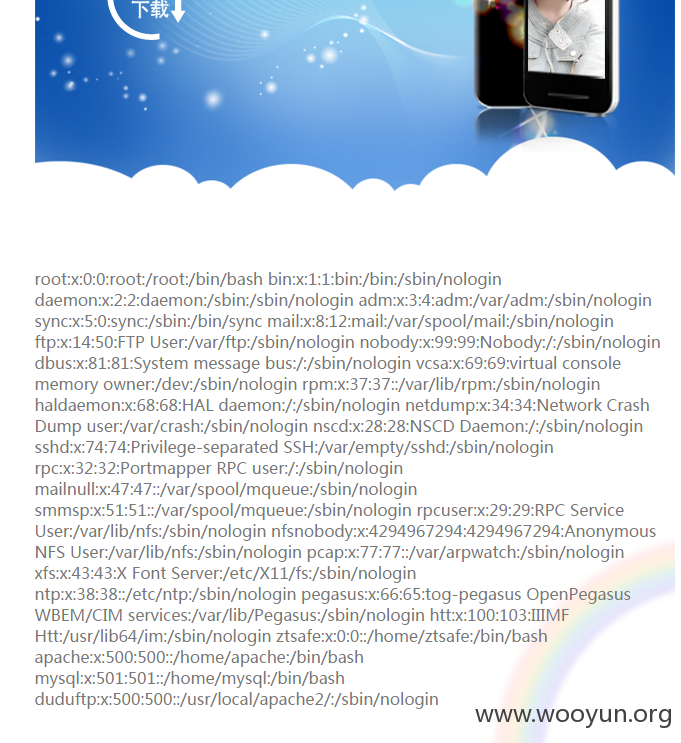 下载
root:x:0:0:root:/root:/bin/bash bin:x:1:1:bin:/bin:/sbin/nologin
daemon:x:2:2:daemon:/sbin:/sbin/nologin adm:x:3:4:adm:/var/adm:/sbin/nologin
sync:x:5:0:sync:/sbin:/bin/sync mail:x:8:12:mail:/var/spool/mail:/sbin/nologin
ftp:x:14:50:FTP User:/var/ftp:/sbin/nologin nobody:x:99:99:Nobody:/:/sbin/nologin
dbus:x:81:81:System message bus:/:/sbin/nologin vcsa:x:69:69:virtual console
memory owner:/dev:/sbin/nologin rpm:x:37:37::/var/lib/rpm:/sbin/nologin
haldaemon:x:68:68:HAL daemon:/:/sbin/nologin netdump:x:34:34:Network Crash
Dump user:/var/crash:/sbin/nologin nscd:x:28:28:NSCD Daemon:/:/sbin/nologin
sshd:x:74:74:Privilege-separated SSH:/var/empty/sshd:/sbin/nologin
rpc:x:32:32:Portmapper RPC user:/:/sbin/nologin
mailnull:x:47:47::/var/spool/mqueue:/sbin/nologin
smmsp:x:51:51::/var/spool/mqueue:/sbin/nologin rpcuser:x:29:29:RPC Service
User:/var/lib/nfs:/sbin/nologin nfsnobody:x:4294967294:4294967294:Anonymous
NFS User:/var/lib/nfs:/sbin/nologin pcap:x:77:77::/var/arpwatch:/sbin/nologin
xfs:x:43:43:X Font Server:/etc/X11/fs:/sbin/nologin
ntp:x:38:38::/etc/ntp:/sbin/nologin pegasus:x:66:65:tog-pegasus OpenPegasus
WBEM/CIM services:/var/lib/Pegasus:/sbin/nologin htt:x:100:103:IIIMF
Htt:/usr/lib64/im:/sbin/nologin ztsafe:x:0:0::/home/ztsafe:/bin/bash
apache:x:500:500::/home/apache:/bin/bash
mysql:x:501:501::/home/mysql:/bin/bash
duduftp:x:500:500::/usr/local/apache2/:/sbin/nologin
www.wooyun.org